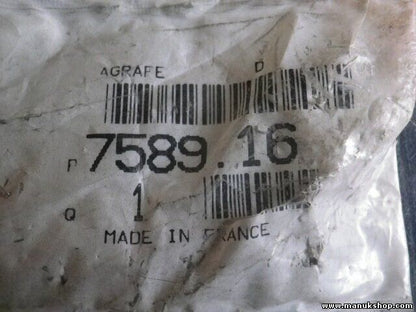 AGRAFE D
P 7589.16
Q 1
MADE IN FRANCE
www.manukshop.com